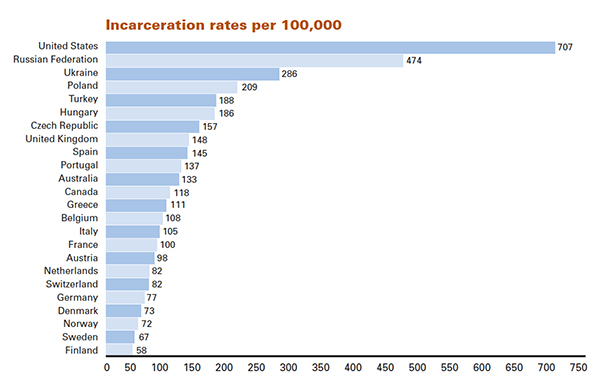 Incarceration rates per 100,000
United States 707
Russian Federation 474
Ukraine 286
Poland 209
Turkey 188
Hungary 186
Czech Republic 157
United Kingdom 148
Spain 145
Portugal 137
Australia 133
Canada 118
Greece 111
Belgium 108
Italy 105
France 100
Austria 98
Netherlands 82
Switzerland 82
Germany 77
Denmark 73
Norway 72
Sweden 67
Finland 58
0 50 100 150 200 250 300 350 400 450 500 550 600 650 700 750